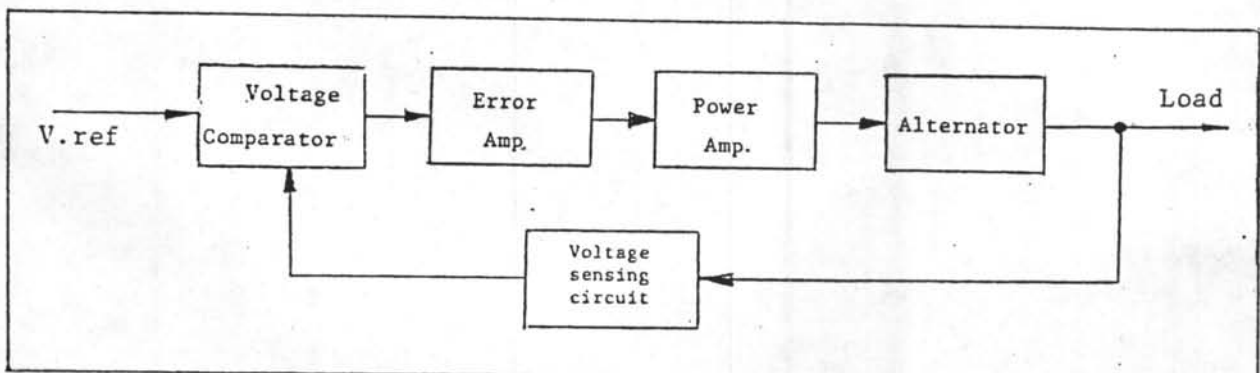 V.ref
Voltage
Comparator
Error
Amp.
Power
Amp.
Alternator
Load
Voltage
sensing
circuit